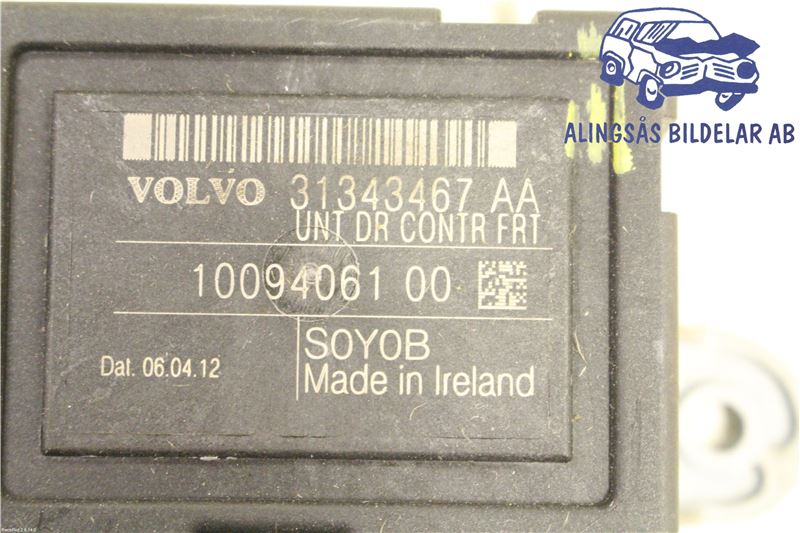 ALINGSÅS BILDELAR AB
VOLVO 31343467 AA
UNT DR CONTR FRT
10094061 00
SOYOB
Dat. 06.04.12
Made in Ireland